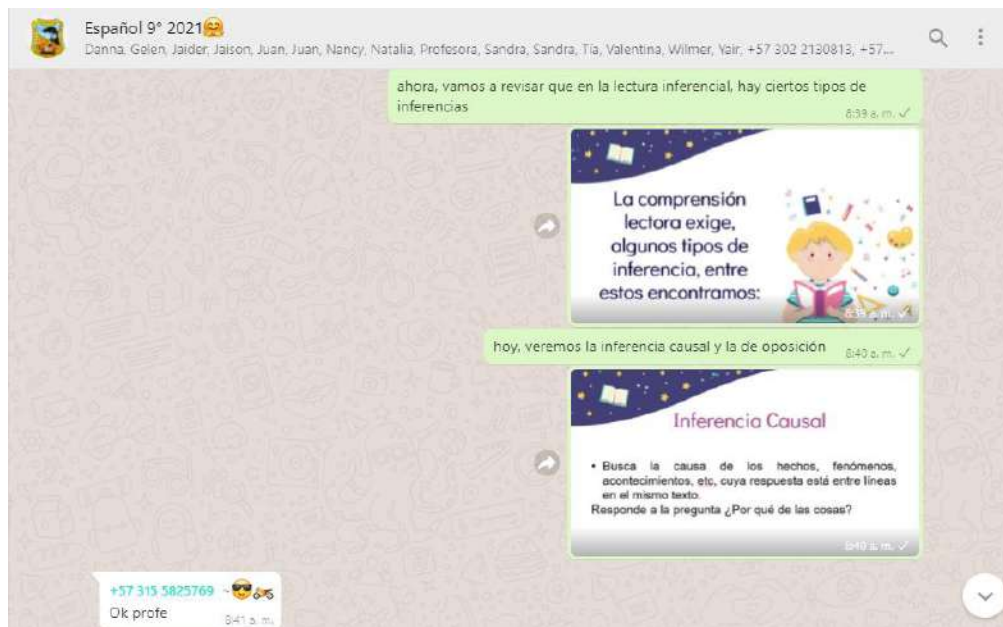 Español 9° 2021🤗
Danna, Gelen, Jaider, Jaison, Juan, Juan, Nancy, Natalia, Profesora, Sandra, Sandra, Tía, Valentina, Wilmer, Yair, +57 302 2130813, +57...
ahora, vamos a revisar que en la lectura inferencial, hay ciertos tipos de
inferencias
8:39 a. m.
La comprensión
lectora exige,
algunos tipos de
inferencia, entre
estos encontramos:
8:39 a. m.
hoy, veremos la inferencia causal y la de oposición
8:40 a. m.
Inferencia Causal
• Busca la causa de los hechos, fenómenos,
acontecimientos, etc, cuya respuesta está entre líneas
en el mismo texto.
Responde a la pregunta ¿Por qué de las cosas?
8:40 a. m.
+57 315 5825769 ~😎🏍
Ok profe
8:41 a. m.